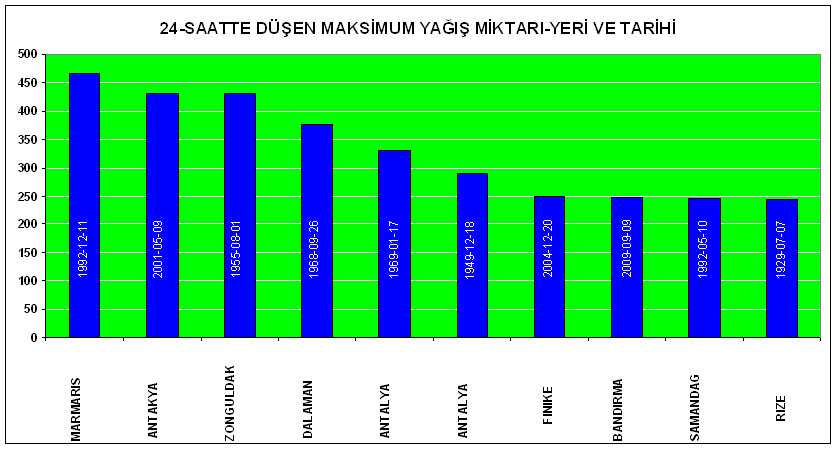 24-SAATTE DÜŞEN MAKSİMUM YAĞIŞ MİKTARI-YERİ VE TARİHİ
500
450
400
350
300
250
200
150
100
50
0
1992-12-11
2001-05-09
1955-08-01
1968-09-26
1969-01-17
1949-12-18
2004-12-20
2009-09-09
1992-05-10
1929-07-07
MARMARIS
ANTAKYA
ZONGULDAK
DALAMAN
ANTALYA
ANTALYA
FINIKE
BANDIRMA
SAMANDAG
RIZE